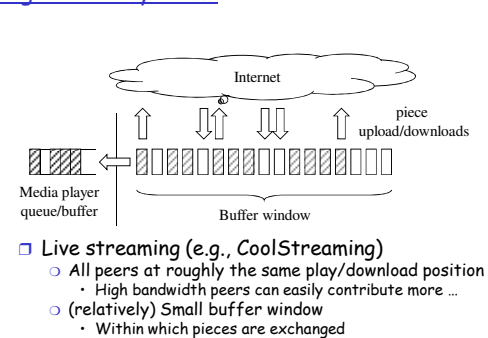 Internet
piece
upload/downloads
Media player
queue/buffer
Buffer window
Live streaming (e.g., CoolStreaming)
All peers at roughly the same play/download position
• High bandwidth peers can easily contribute more ...
(relatively) Small buffer window
• Within which pieces are exchanged